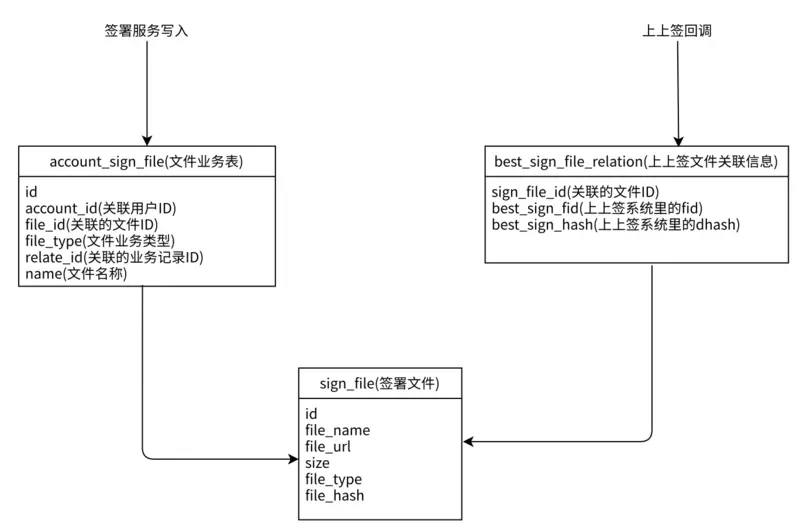 签署服务写入
上上签回调
account_sign_file(文件业务表)
id
account_id(关联用户ID)
file_id(关联的文件ID)
file_type(文件业务类型)
relate_id(关联的业务记录ID)
name(文件名称)
best_sign_file_relation(上上签文件关联信息)
sign_file_id(关联的文件ID)
best_sign_fid(上上签系统里的fid)
best_sign_hash(上上签系统里的dhash)
sign_file(签署文件)
id
file_name
file_url
size
file_type
file_hash